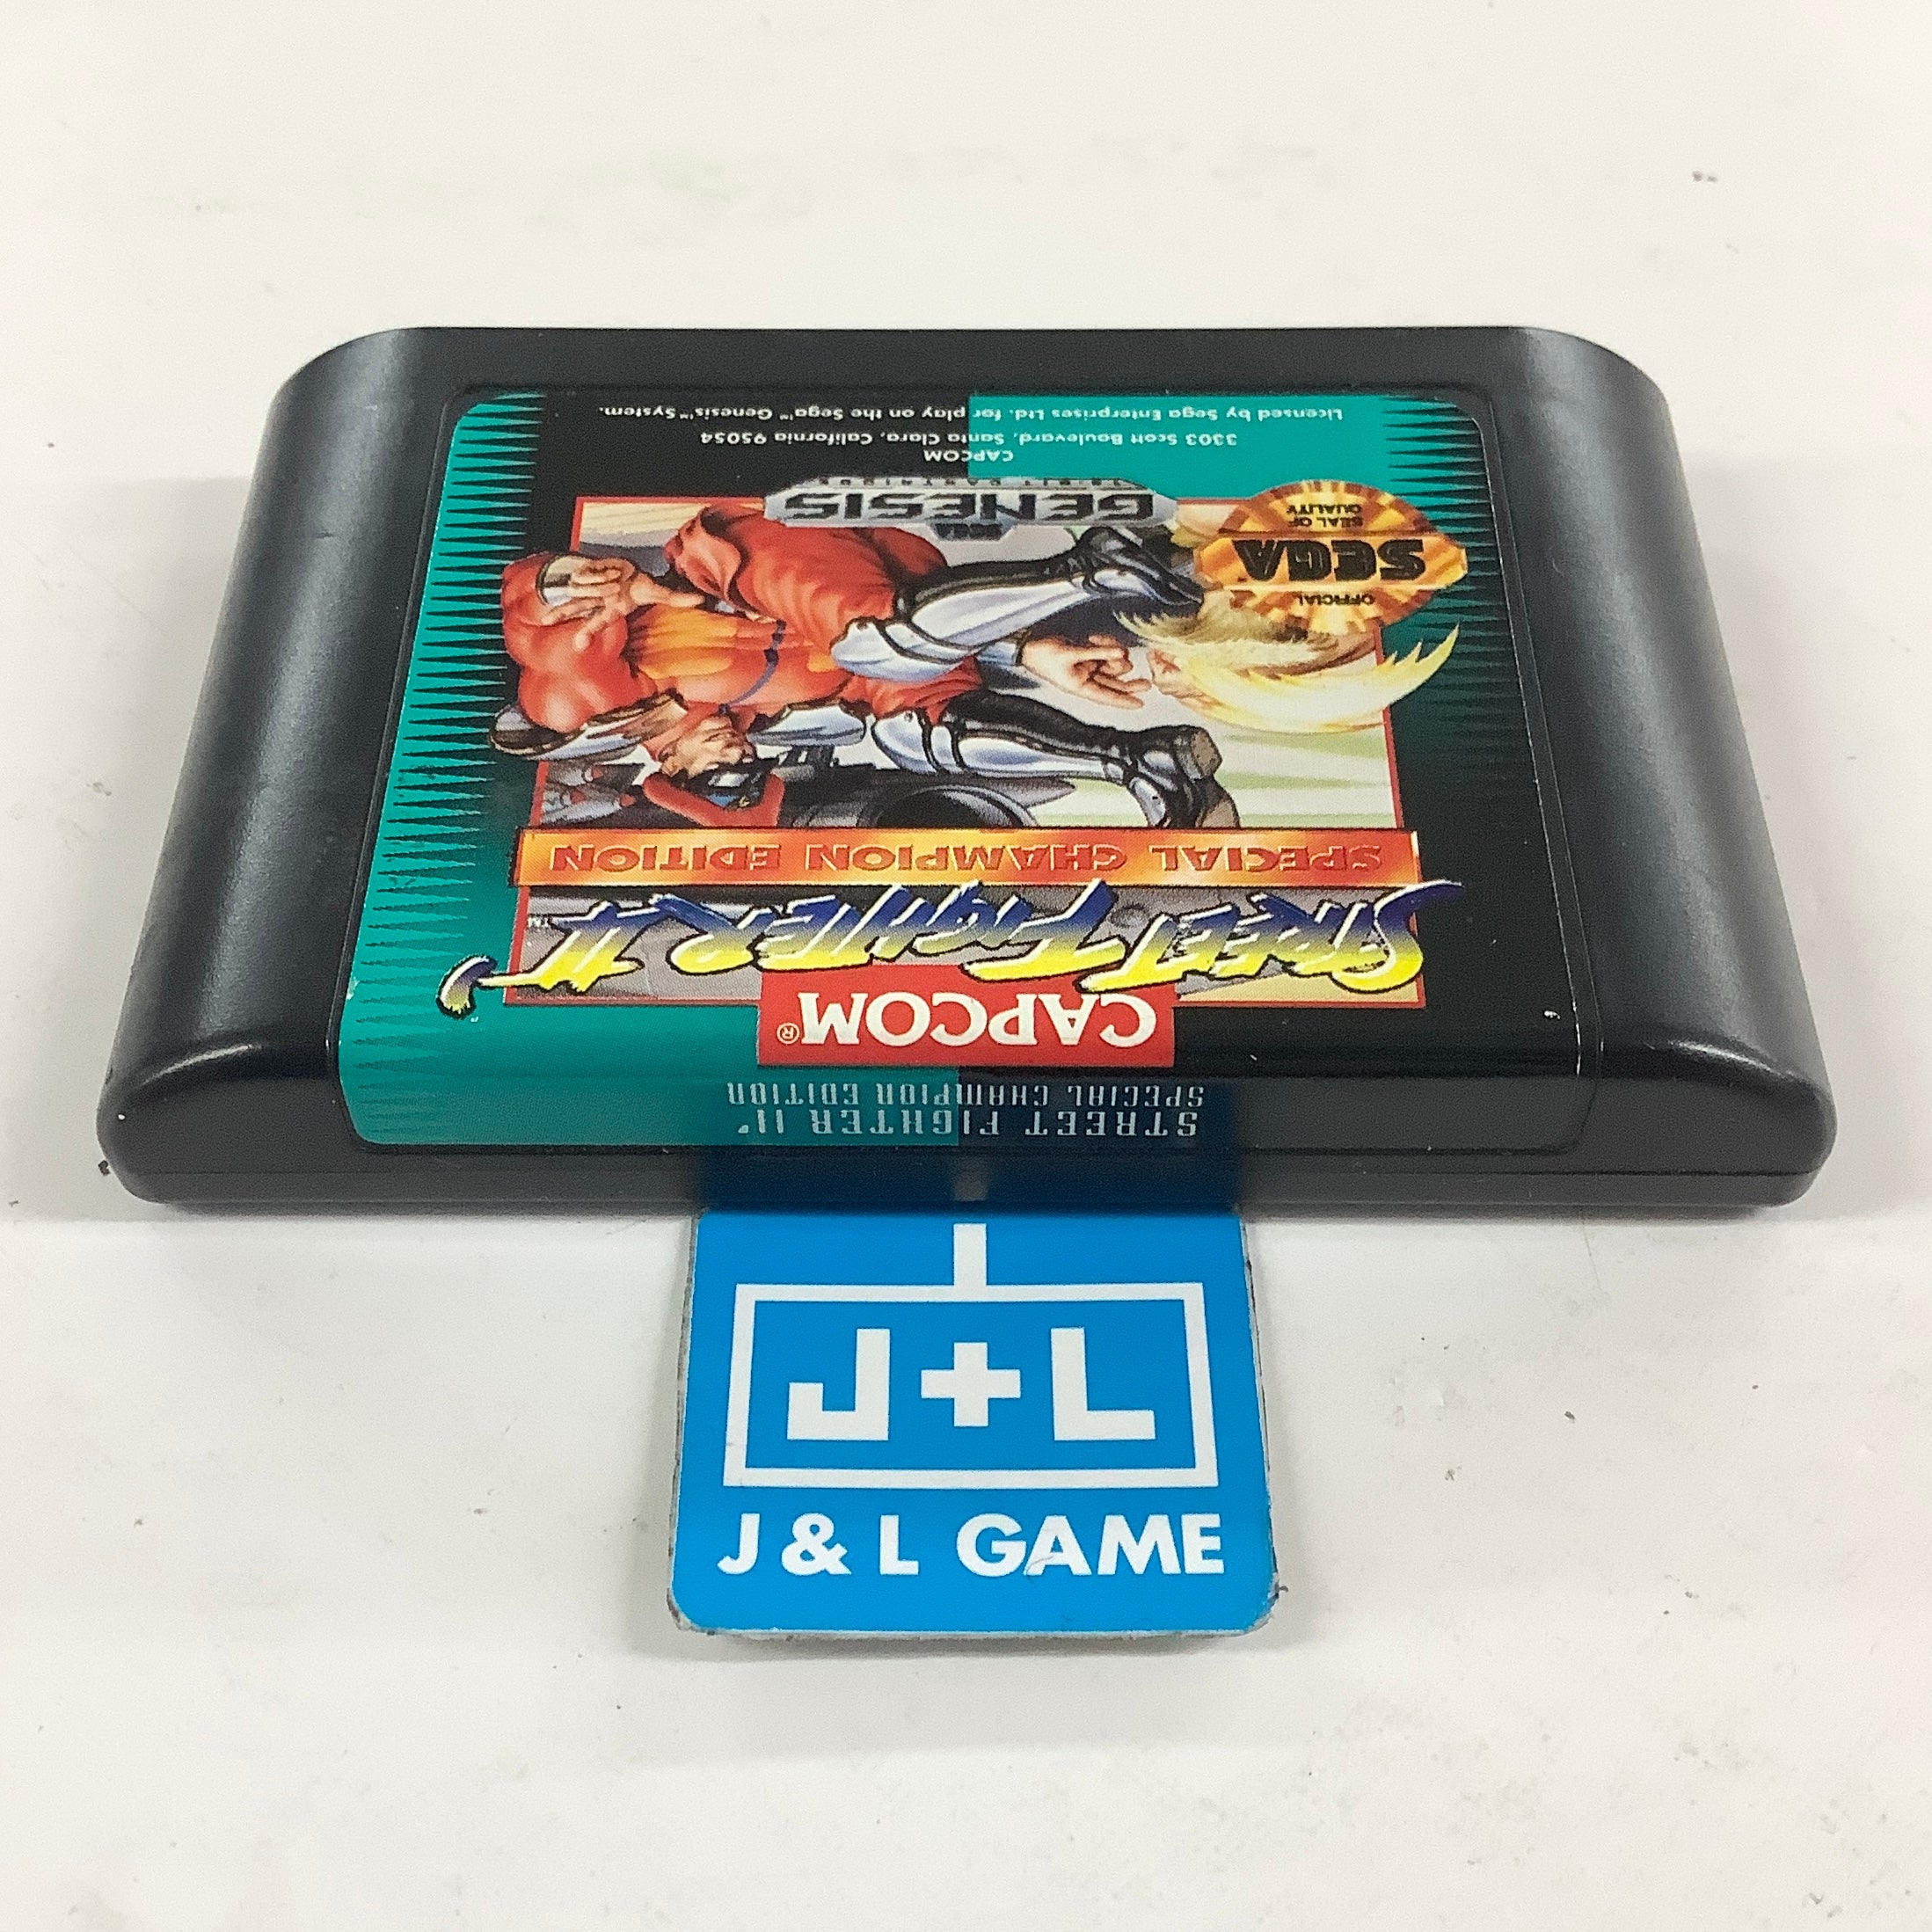 STREET FIGHTER II
SPECIAL CHAMPION EDITION
CAPCOM®
STREET FIGHTER II™
SPECIAL CHAMPION EDITION
OFFICIAL
SEGA
SEAL OF
QUALITY
GENESIS
CAPCOM
3303 Scott Boulevard, Santa Clara, California 95054
Licensed by Sega Enterprises Ltd. for play on the Sega™ Genesis™ System.
J+L
J & L GAME